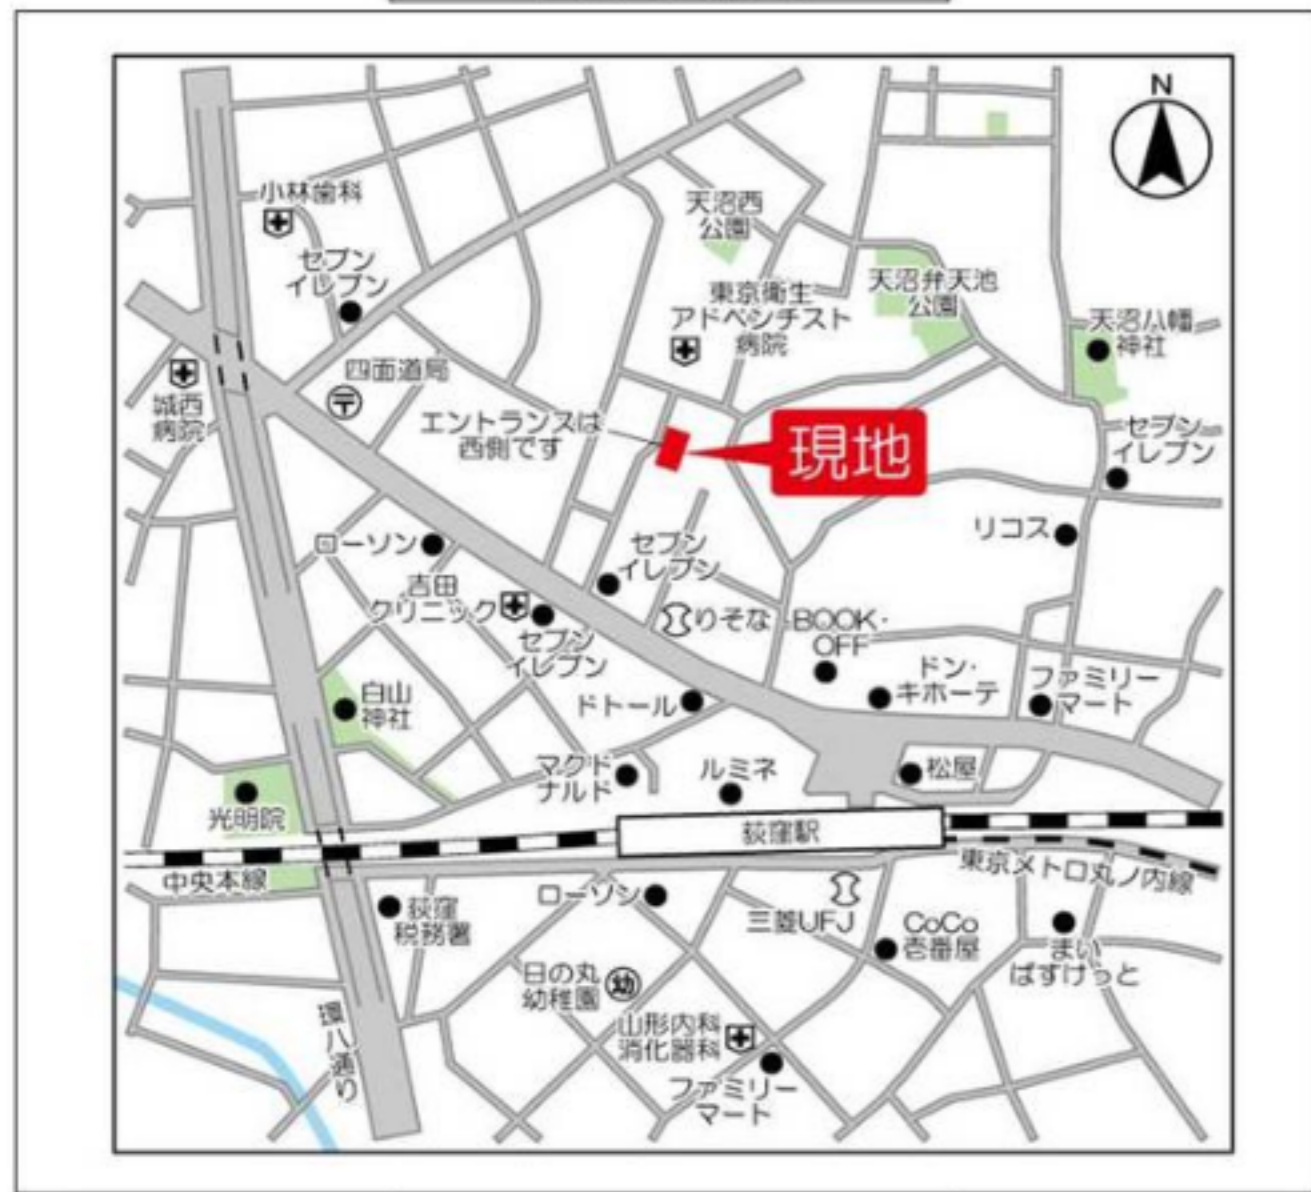 N
小林歯科
天沼西
公園
セブン
イレブン
東京衛生
アドベンチスト
病院
天沼弁天池
公園
天沼八幡
神社
四面道局
〒
城西
病院
エントランスは
西側です
現地
セブン
イレブン
リコス
ローソン
セブン
イレブン
吉田
クリニック
りそな
BOOK・
OFF
セブン
イレブン
ドン・
キホーテ
ファミリー
マート
白山
神社
ドトール
マクド
ナルド
ルミネ
松屋
光明院
荻窪駅
中央本線
東京メトロ丸ノ内線
荻窪
税務署
ローソン
三菱UFJ
CoCo
壱番屋
まい
ばすけっと
日の丸
幼稚園
幼
環八通り
山形内科
消化器科
ファミリー
マート